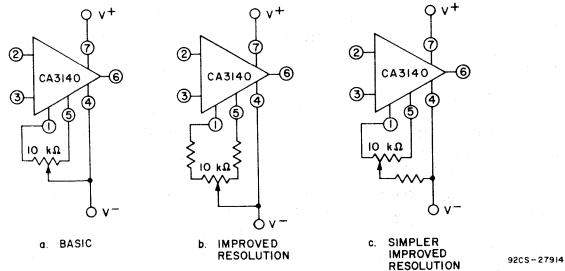 V+
V+
V+
7
7
7
2
CA3140
6
2
CA3140
6
2
CA3140
6
3
3
3
1
5
4
1
5
4
1
5
4
10 kΩ
10 kΩ
10 kΩ
V−
V−
V−
a. BASIC
b. IMPROVED
RESOLUTION
c. SIMPLER
IMPROVED
RESOLUTION
92CS-27914